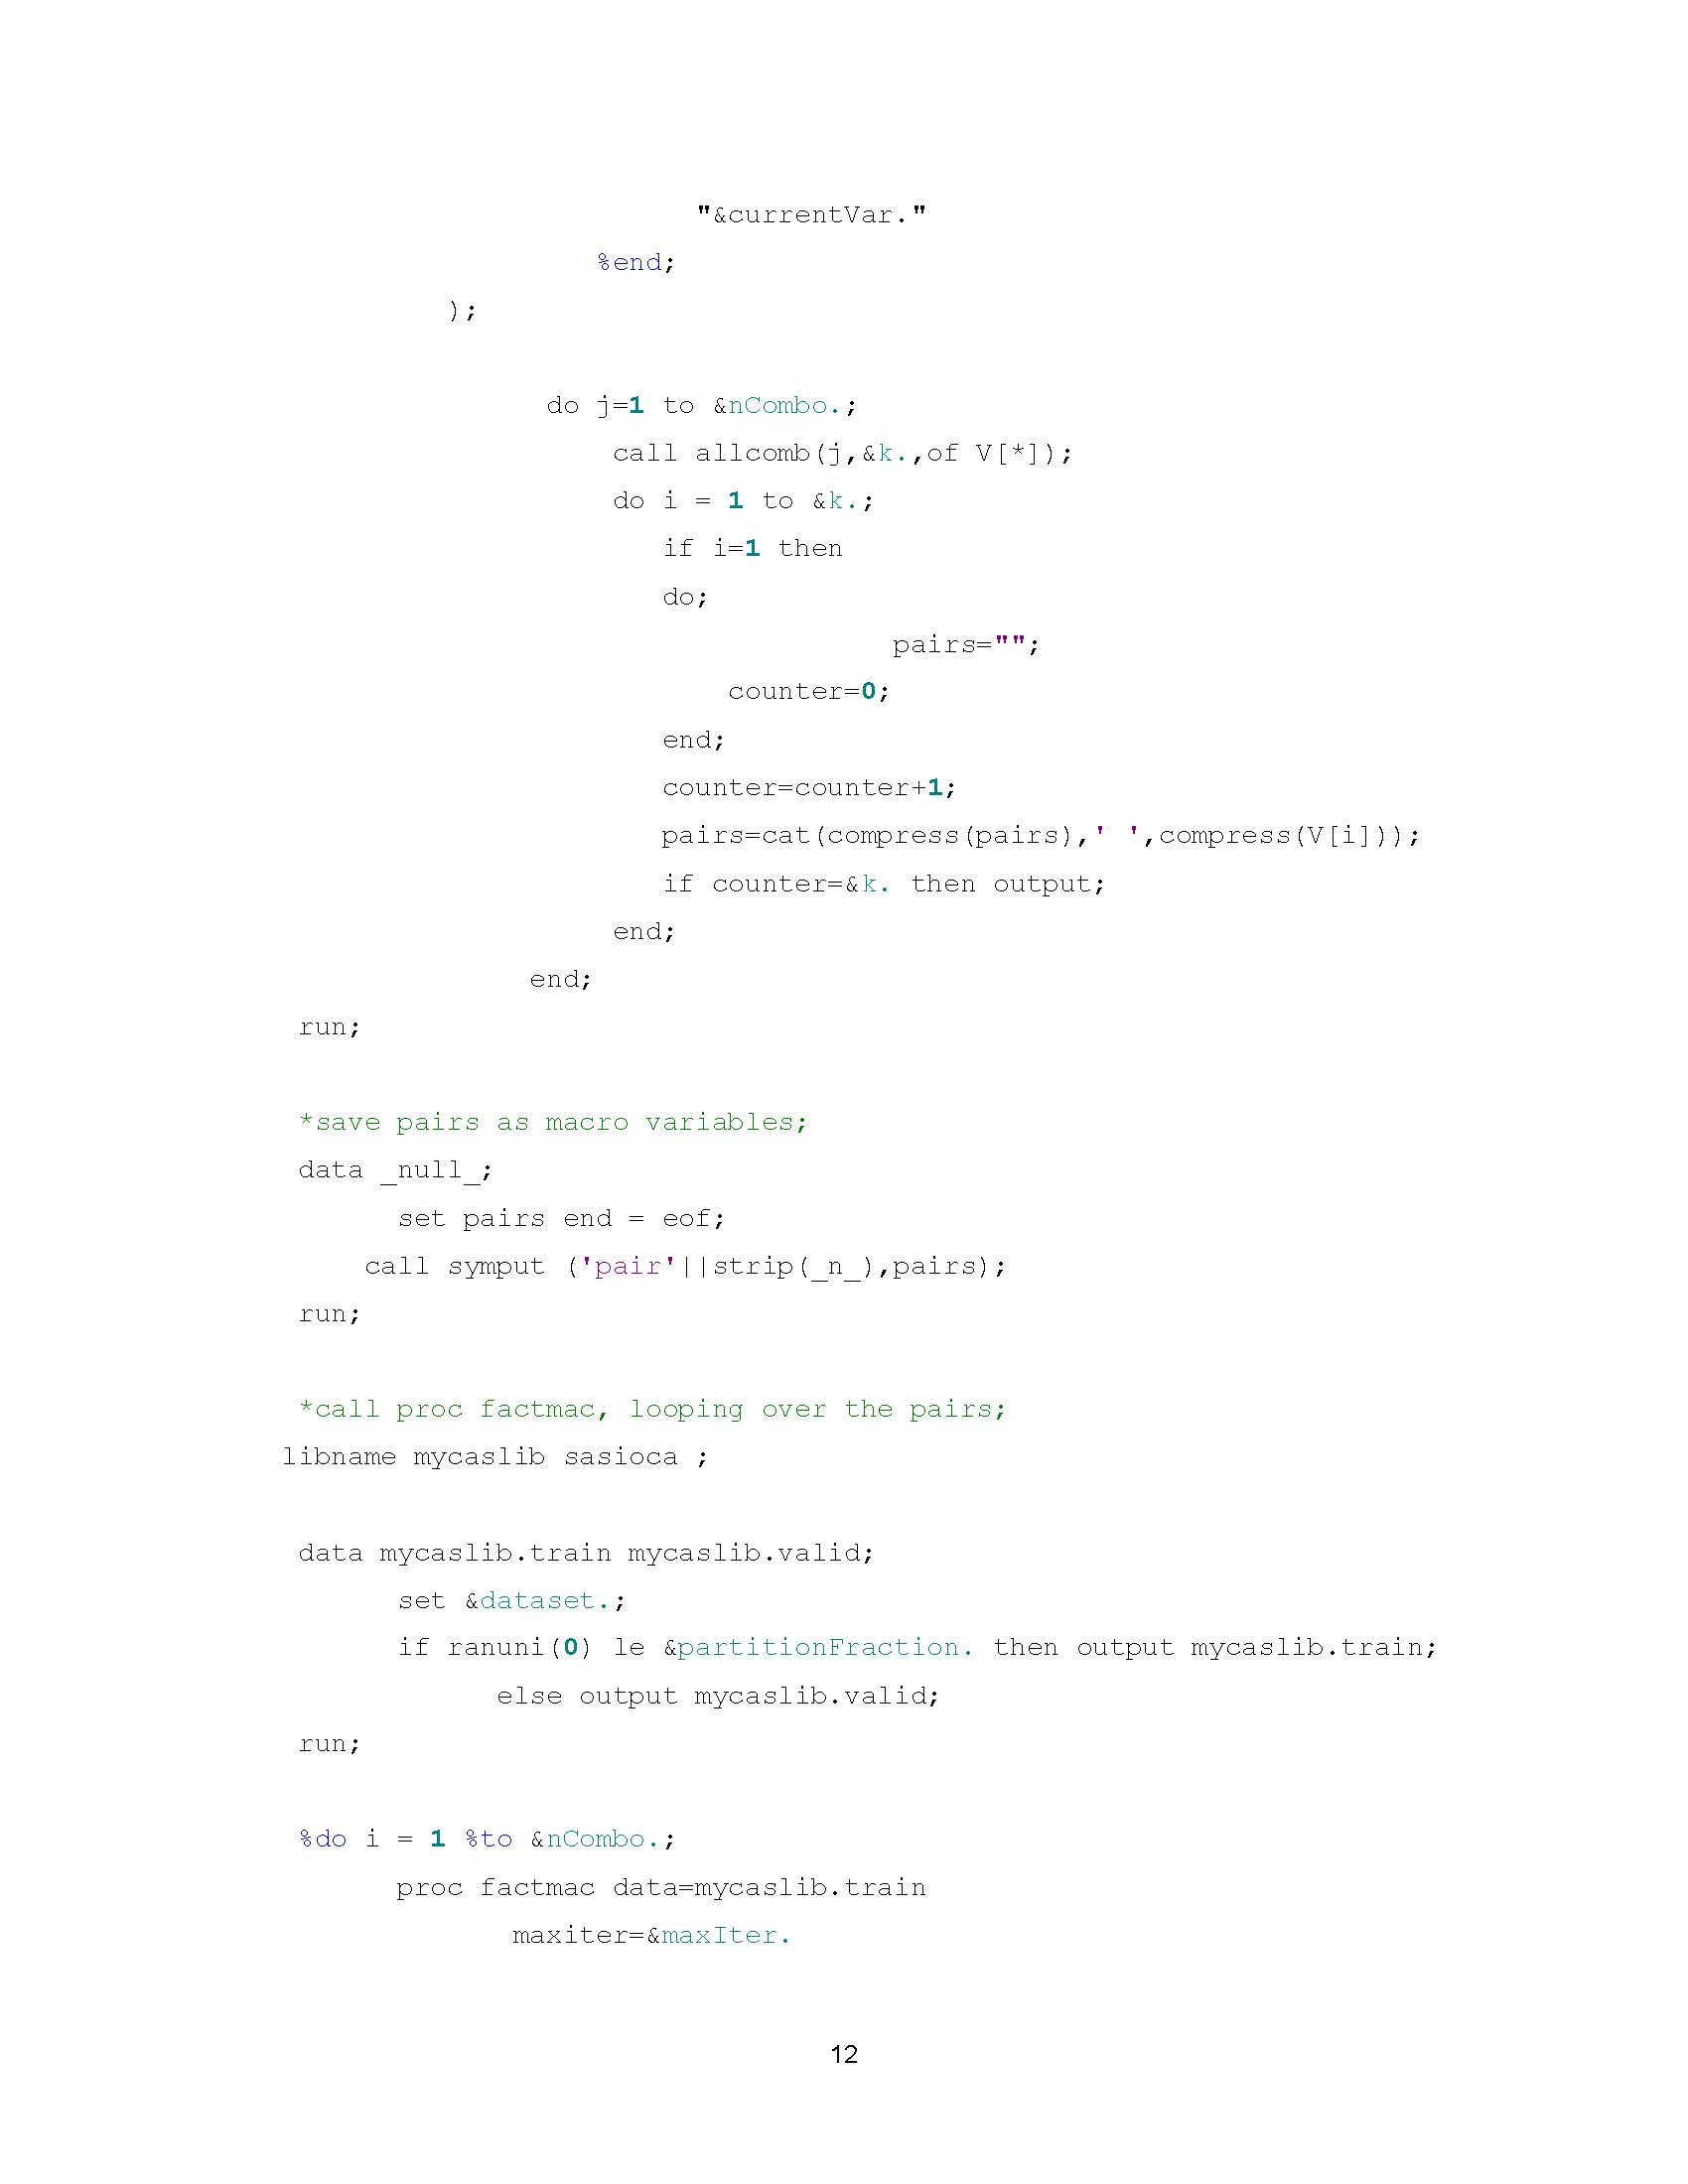 "&currentVar."
%end;
);
do j=1 to &nCombo.;
call allcomb(j,&k.,of V[*]);
do i = 1 to &k.;
if i=1 then
do;
pairs="";
counter=0;
end;
counter=counter+1;
pairs=cat(compress(pairs),' ',compress(V[i]));
if counter=&k. then output;
end;
end;
run;
*save pairs as macro variables;
data _null_;
set pairs end = eof;
call symput ('pair'||strip(_n_),pairs);
run;
*call proc factmac, looping over the pairs;
libname mycaslib sasioca ;
data mycaslib.train mycaslib.valid;
set &dataset.;
if ranuni(0) le &partitionFraction. then output mycaslib.train;
else output mycaslib.valid;
run;
%do i = 1 %to &nCombo.;
proc factmac data=mycaslib.train
maxiter=&maxIter.
12